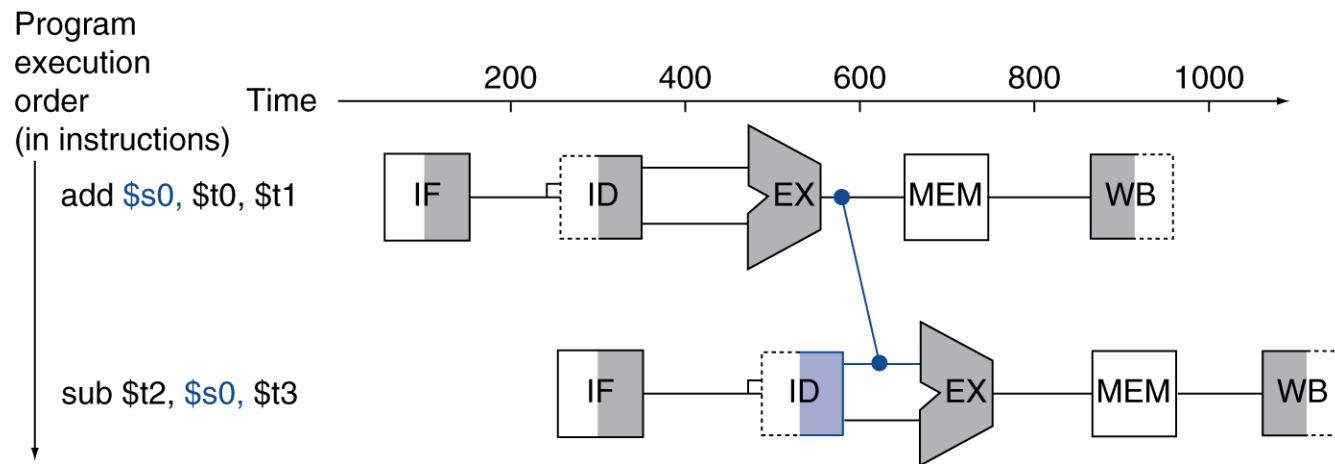 Program
execution
order
(in instructions)
Time
200 400 600 800 1000
add $s0, $t0, $t1
IF ID EX MEM WB
sub $t2, $s0, $t3
IF ID EX MEM WB